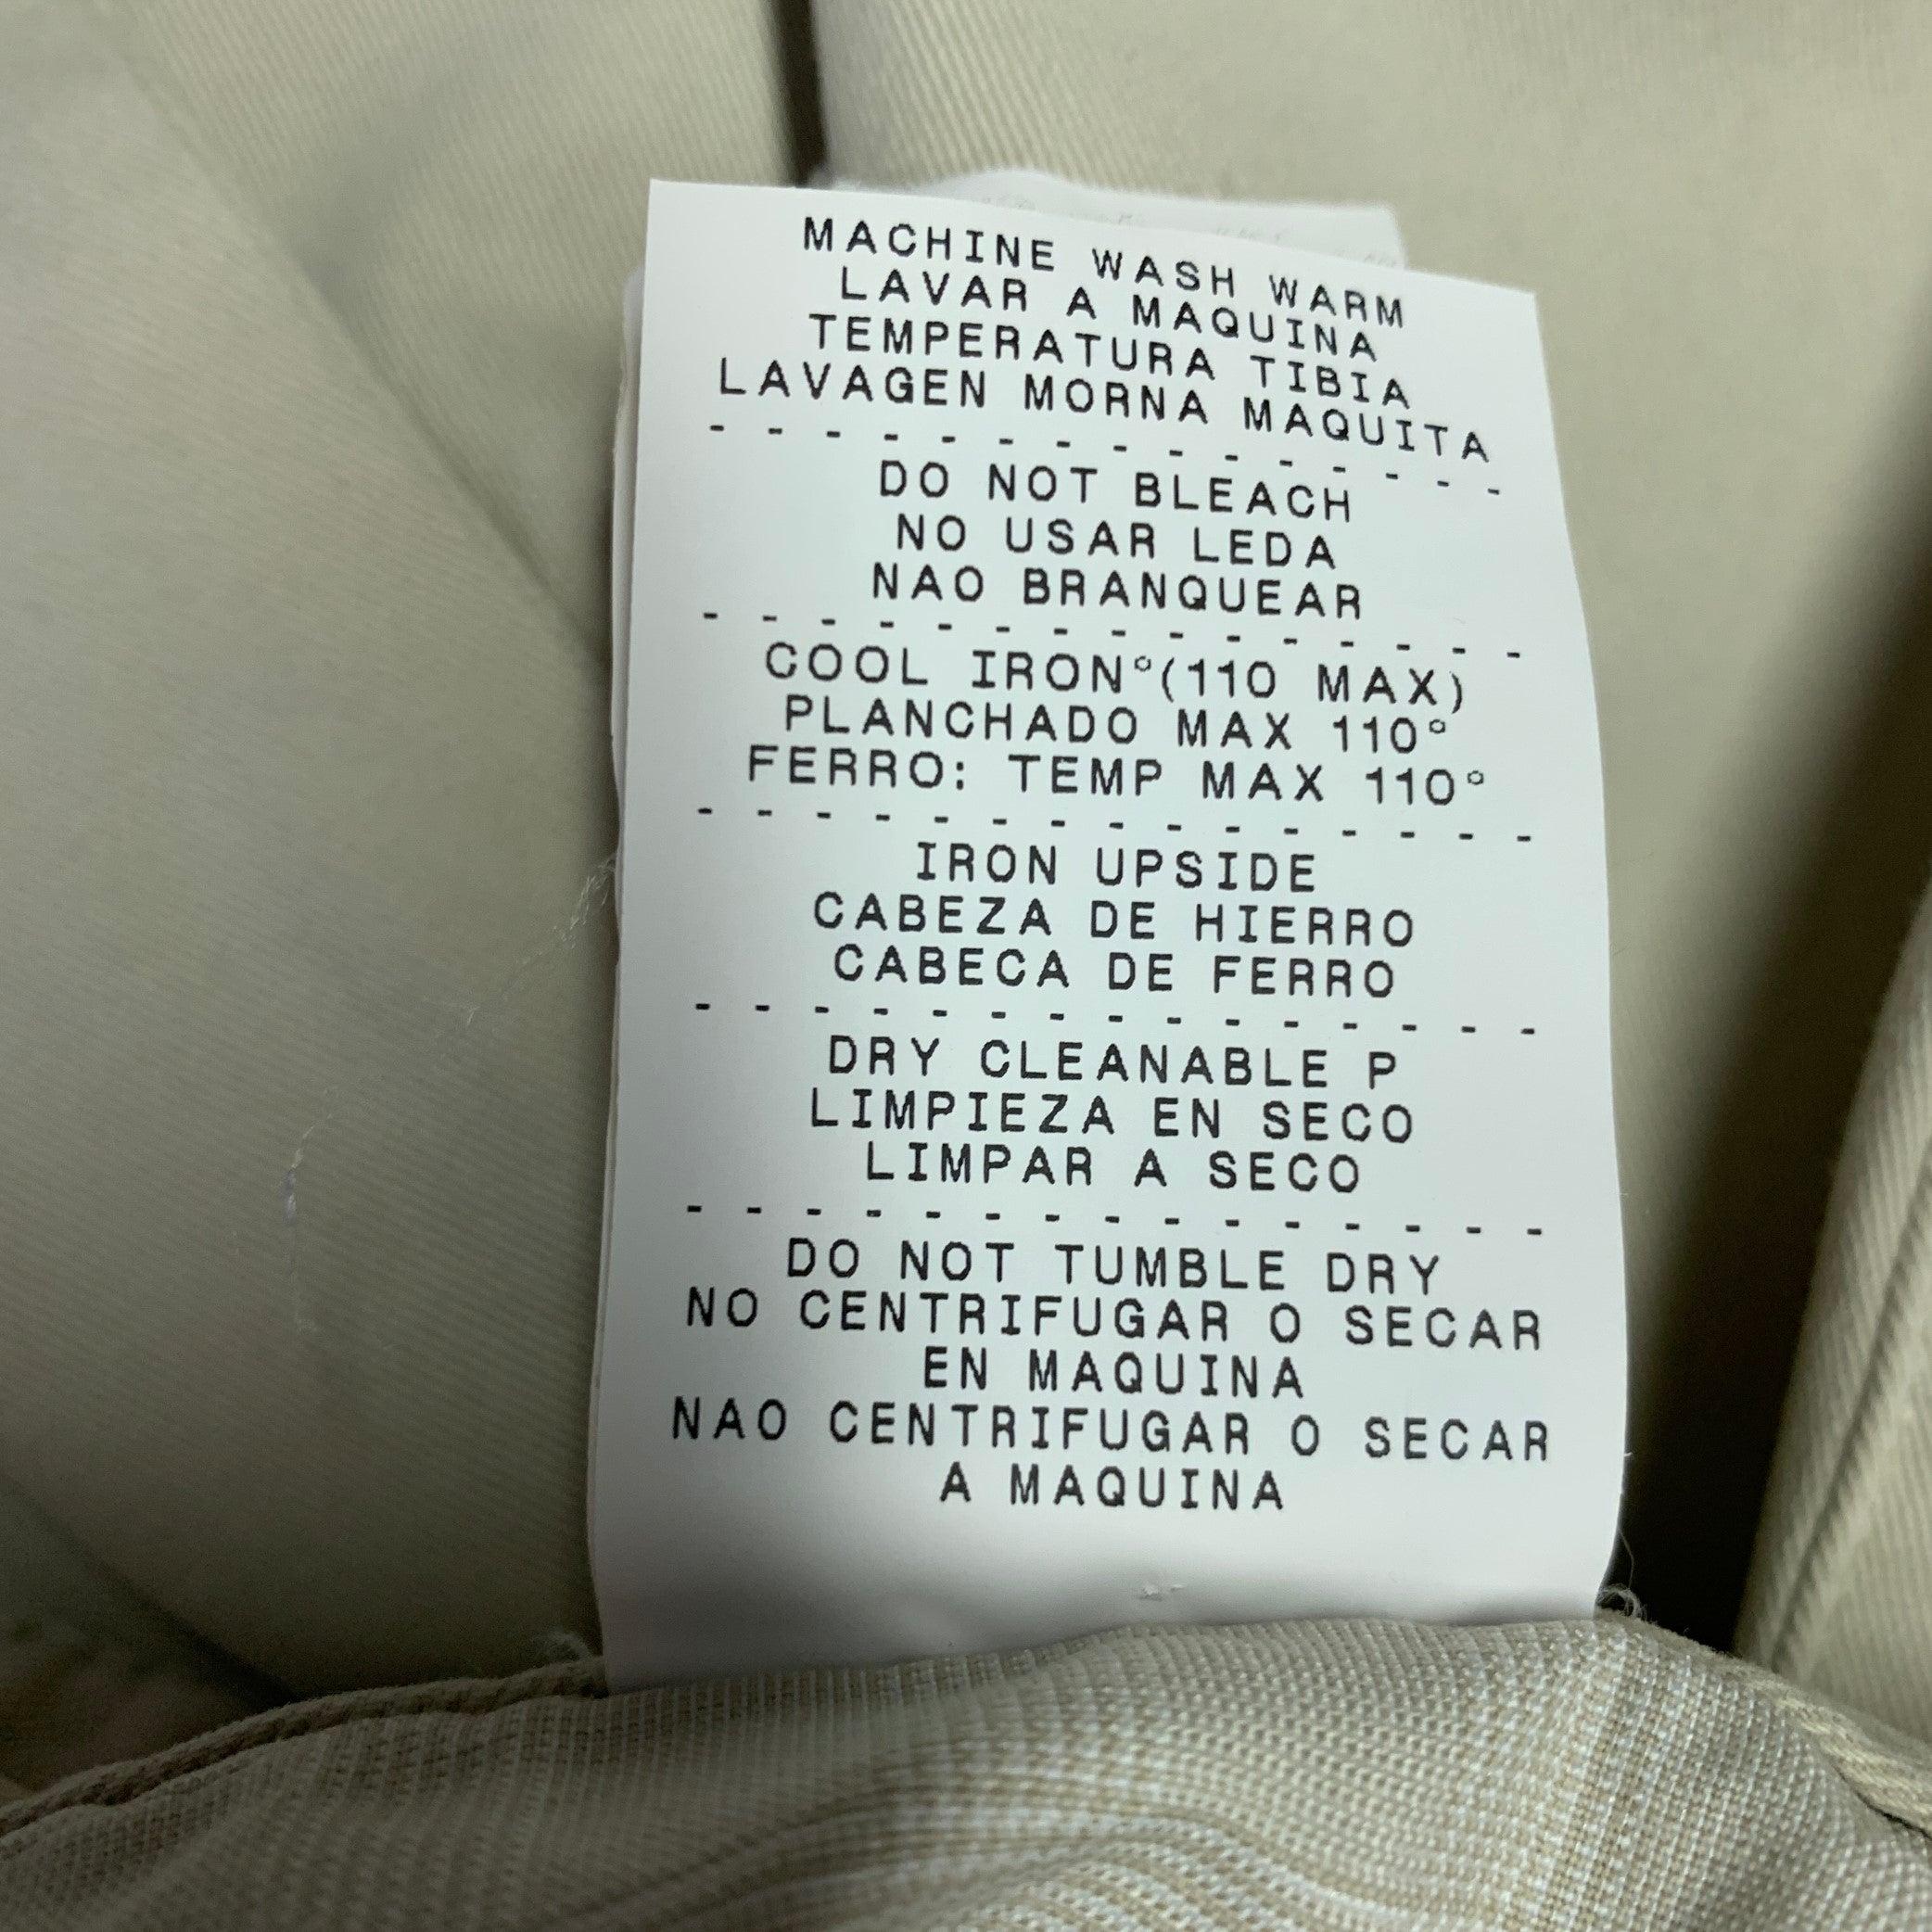 MACHINE WASH WARM
LAVAR A MAQUINA
TEMPERATURA TIBIA
LAVAGEN MORNA MAQUITA
- - - - - - - - - - - - - - -
DO NOT BLEACH
NO USAR LEDA
NAO BRANQUEAR
- - - - - - - - - - - - - - -
COOL IRON°(110 MAX)
PLANCHADO MAX 110°
FERRO: TEMP MAX 110°
- - - - - - - - - - - - - - -
IRON UPSIDE
CABEZA DE HIERRO
CABECA DE FERRO
- - - - - - - - - - - - - - -
DRY CLEANABLE P
LIMPIEZA EN SECO
LIMPAR A SECO
- - - - - - - - - - - - - - -
DO NOT TUMBLE DRY
NO CENTRIFUGAR O SECAR
EN MAQUINA
NAO CENTRIFUGAR O SECAR
A MAQUINA